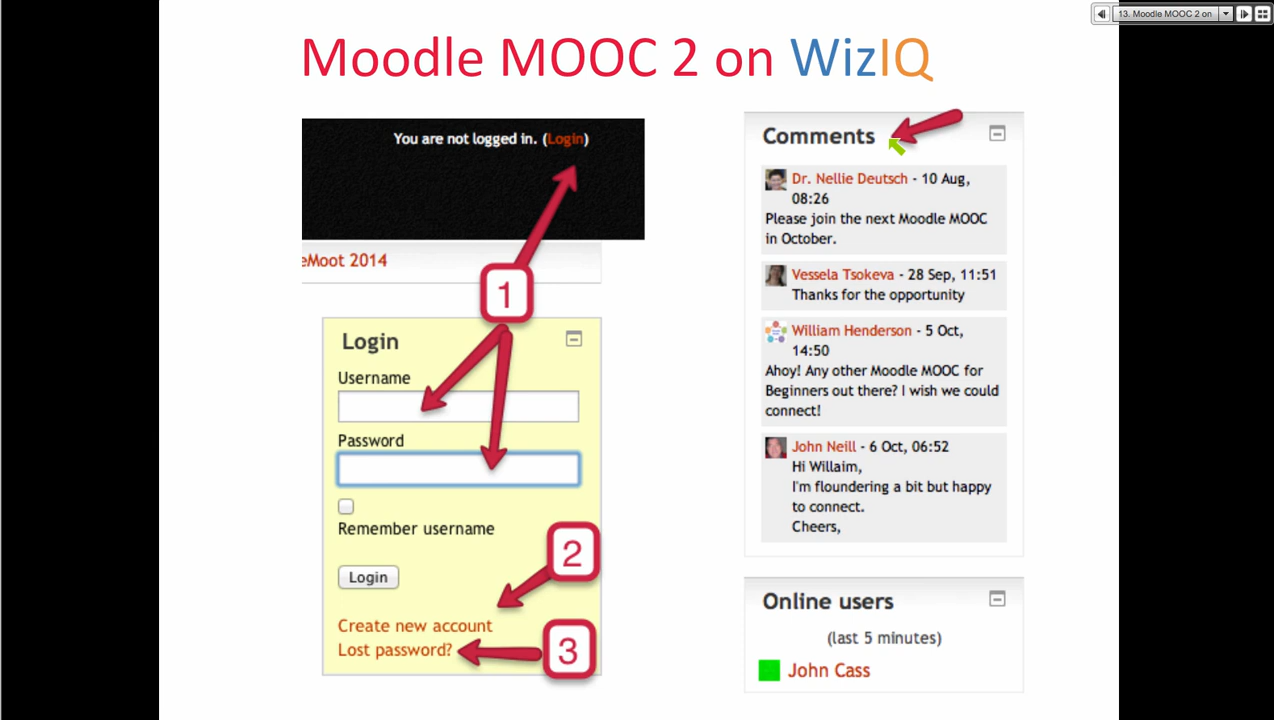 13. Moodle MOOC 2 on
Moodle MOOC 2 on WizIQ
You are not logged in. (Login)
eMoot 2014
1
Login
Username
Password
Remember username
2
Login
Create new account
Lost password?
3
Comments
Dr. Nellie Deutsch - 10 Aug,
08:26
Please join the next Moodle MOOC
in October.
Vessela Tsokeva - 28 Sep, 11:51
Thanks for the opportunity
William Henderson - 5 Oct,
14:50
Ahoy! Any other Moodle MOOC for
Beginners out there? I wish we could
connect!
John Neill - 6 Oct, 06:52
Hi Willaim,
I'm floundering a bit but happy
to connect.
Cheers,
Online users
(last 5 minutes)
John Cass